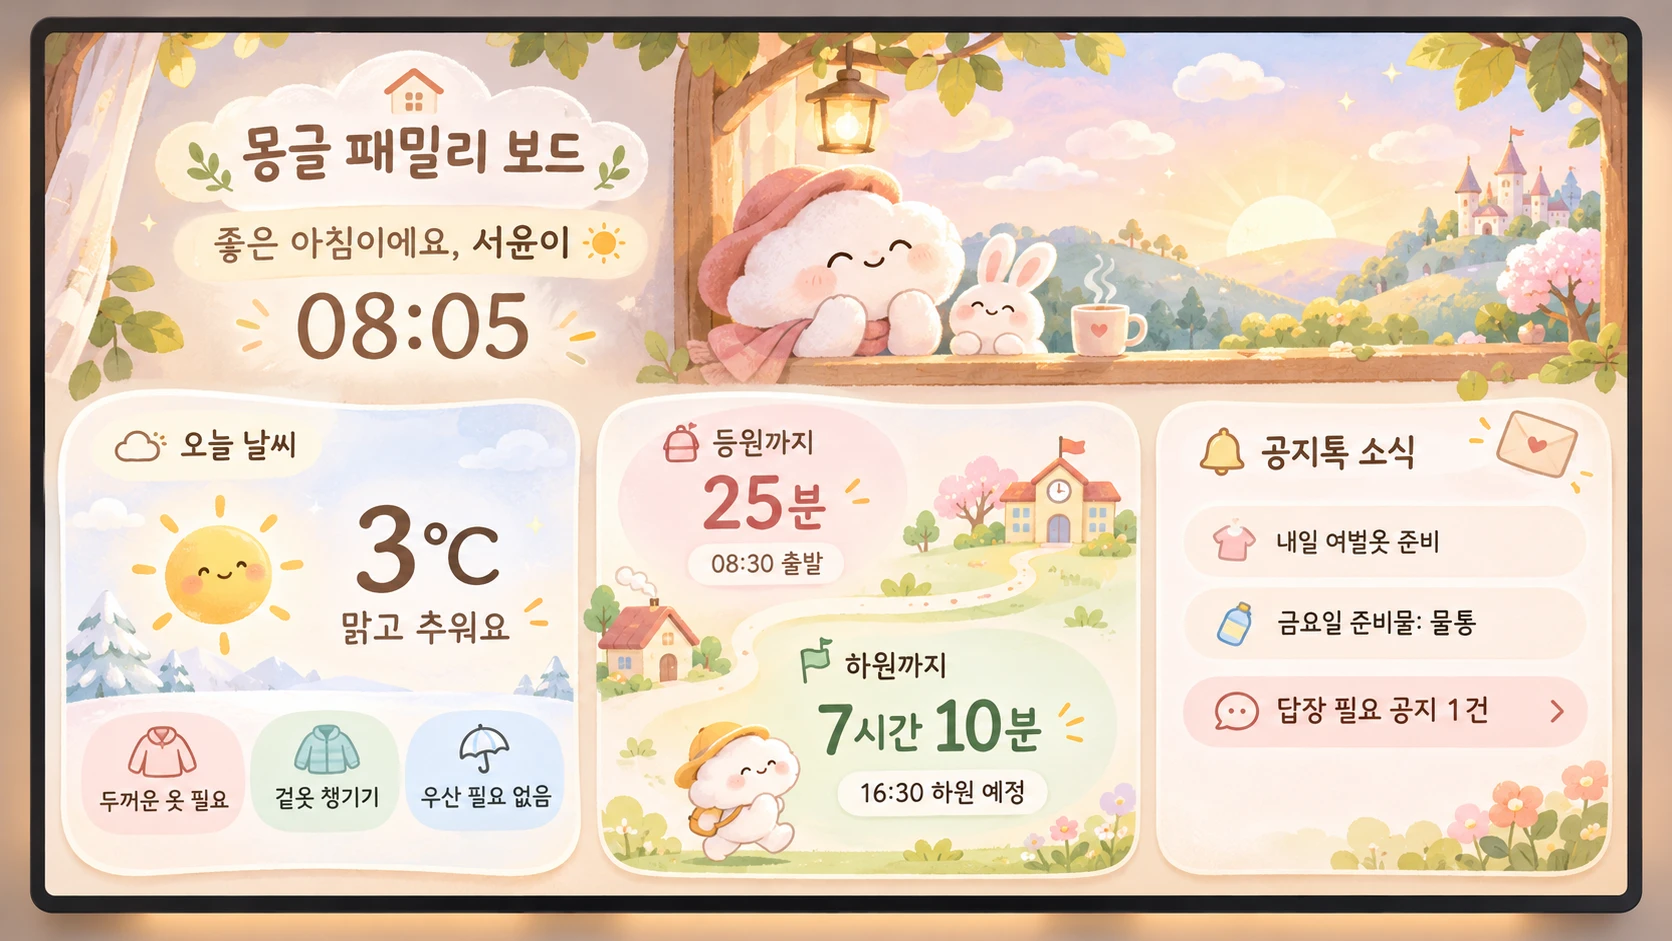 몽글 패밀리 보드
좋은 아침이에요, 서윤이
08:05
오늘 날씨
3°C
맑고 추워요
두꺼운 옷 필요
겉옷 챙기기
우산 필요 없음
등원까지
25분
08:30 출발
하원까지
7시간 10분
16:30 하원 예정
공지톡 소식
내일 여벌옷 준비
금요일 준비물: 물통
답장 필요 공지 1건